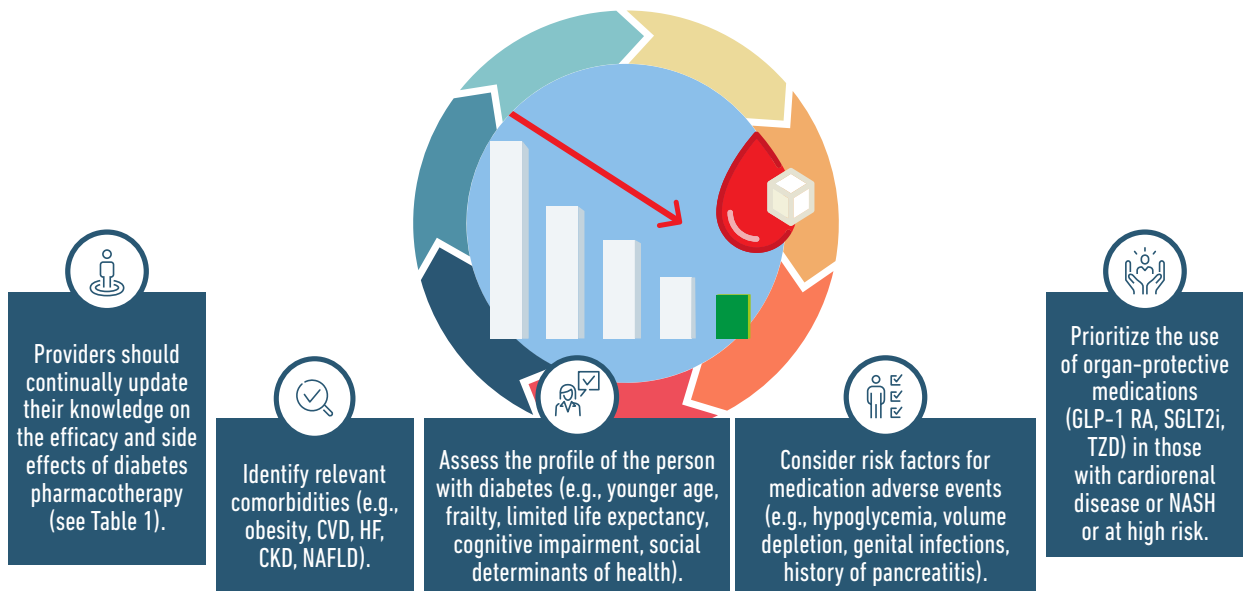 Providers should
continually update
their knowledge on
the efficacy and side
effects of diabetes
pharmacotherapy
(see Table 1).
Identify relevant
comorbidities (e.g.,
obesity, CVD, HF,
CKD, NAFLD).
Assess the profile of the person
with diabetes (e.g., younger age,
frailty, limited life expectancy,
cognitive impairment, social
determinants of health).
Consider risk factors for
medication adverse events
(e.g., hypoglycemia, volume
depletion, genital infections,
history of pancreatitis).
Prioritize the use
of organ-protective
medications
(GLP-1 RA, SGLT2i,
TZD) in those
with cardiorenal
disease or NASH
or at high risk.